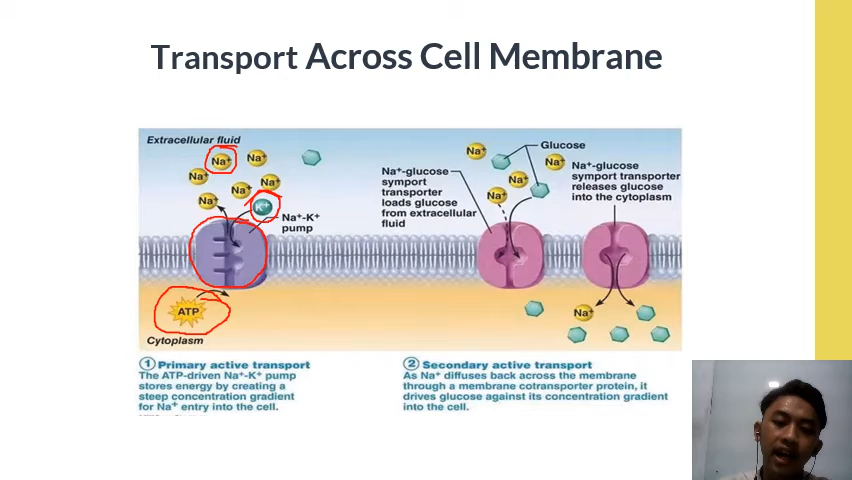 Transport Across Cell Membrane
Extracellular fluid
Na⁺
Na⁺
Na⁺
Na⁺
Na⁺
Na⁺
K⁺
Na⁺-K⁺
pump
ATP
Cytoplasm
Na⁺-glucose
symport
transporter
loads glucose
from extracellular
fluid
Na⁺
Na⁺
Na⁺
Na⁺
Glucose
Na⁺-glucose
symport transporter
releases glucose
into the cytoplasm
Na⁺
1 Primary active transport
The ATP-driven Na⁺-K⁺ pump
stores energy by creating a
steep concentration gradient
for Na⁺ entry into the cell.
2 Secondary active transport
As Na⁺ diffuses back across the membrane
through a membrane cotransporter protein, it
drives glucose against its concentration gradient
into the cell.